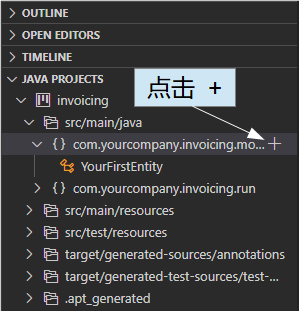 OUTLINE
OPEN EDITORS
TIMELINE
JAVA PROJECTS
点击 +
invoicing
src/main/java
{} com.yourcompany.invoicing.mo... +
YourFirstEntity
{} com.yourcompany.invoicing.run
src/main/resources
src/test/resources
target/generated-sources/annotations
target/generated-test-sources/test-...
.apt_generated